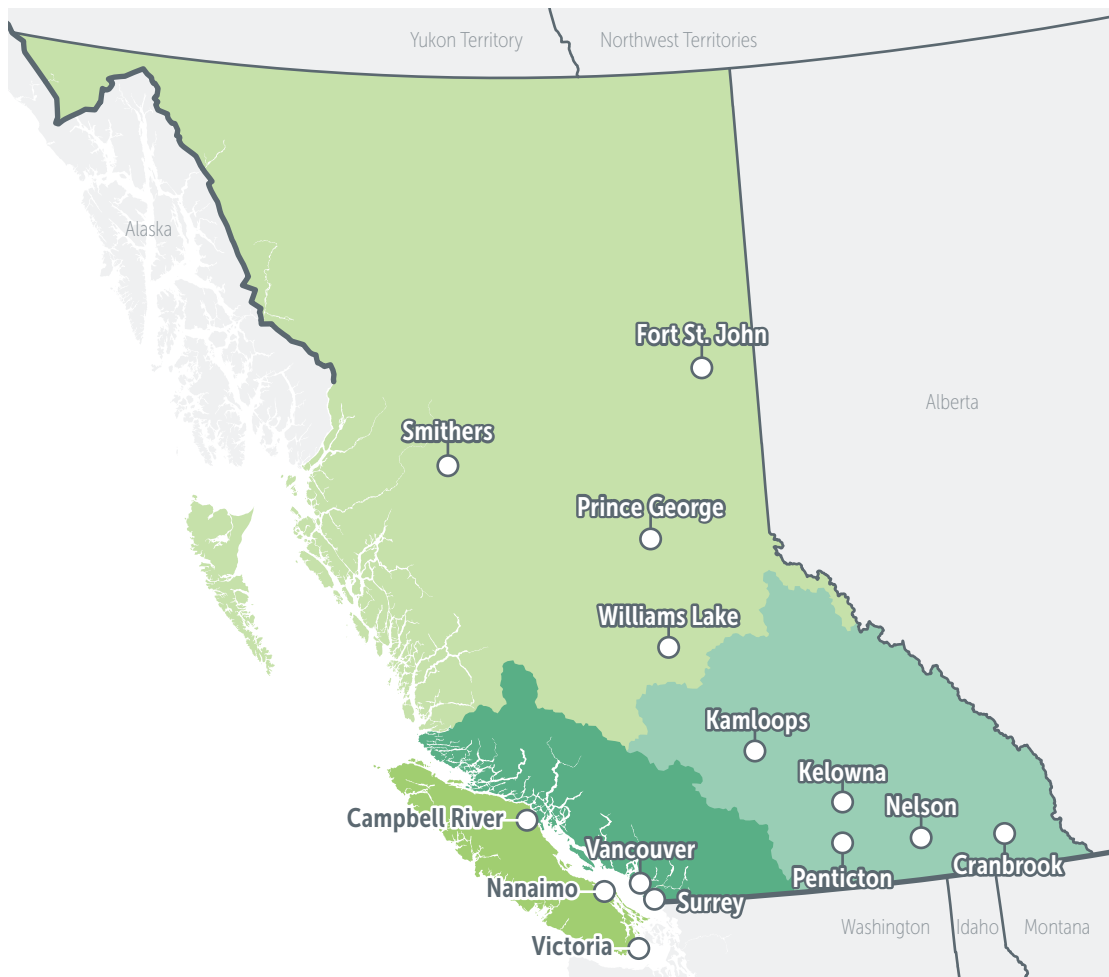 Yukon Territory
Northwest Territories
Alaska
Fort St. John
Alberta
Smithers
Prince George
Williams Lake
Kamloops
Kelowna
Nelson
Campbell River
Vancouver
Cranbrook
Penticton
Nanaimo
Surrey
Washington
Idaho
Montana
Victoria